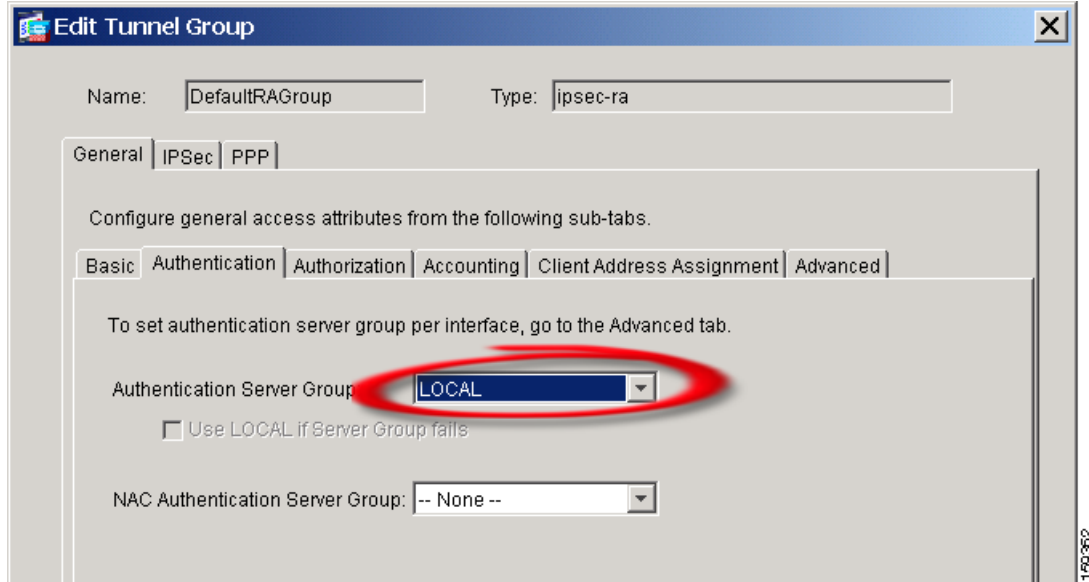 Edit Tunnel Group
Name: DefaultRAGroup Type: ipsec-ra
General IPSec PPP
Configure general access attributes from the following sub-tabs.
Basic Authentication Authorization Accounting Client Address Assignment Advanced
To set authentication server group per interface, go to the Advanced tab.
Authentication Server Group LOCAL
Use LOCAL if Server Group fails
NAC Authentication Server Group: -- None --
169352